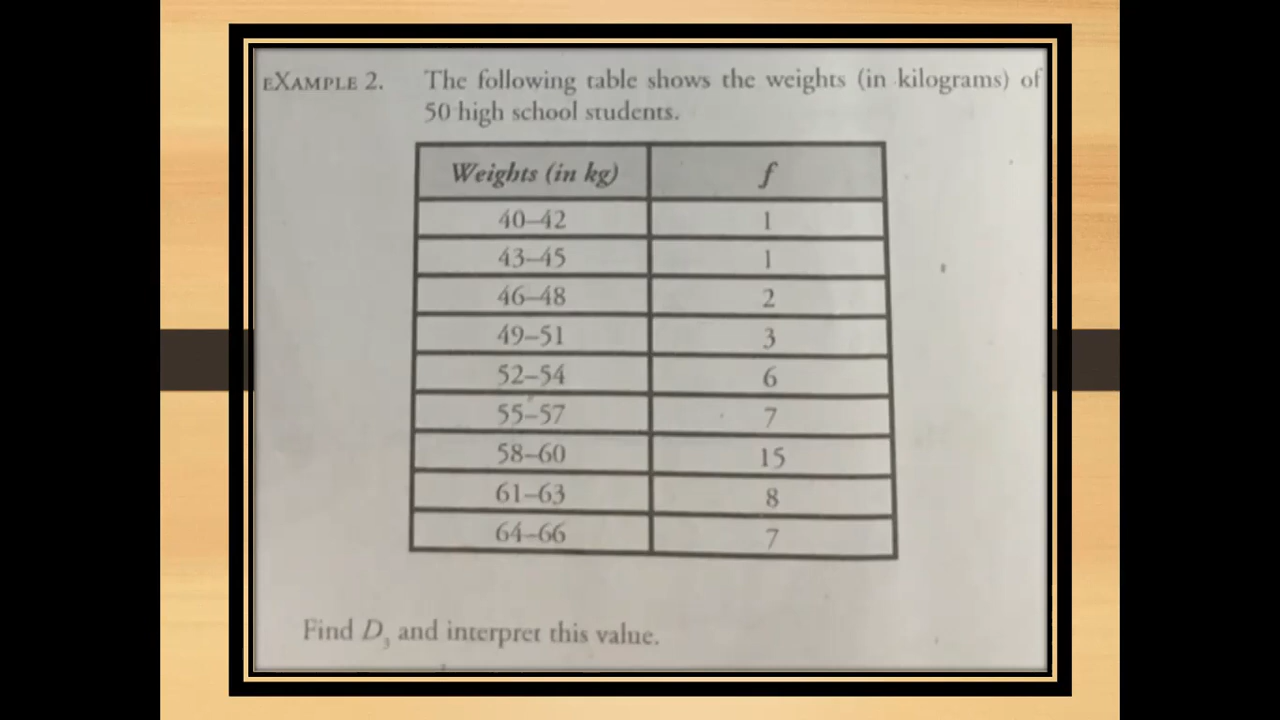 EXAMPLE 2. The following table shows the weights (in kilograms) of
50 high school students.
Weights (in kg) f
40–42 1
43–45 1
46–48 2
49–51 3
52–54 6
55–57 7
58–60 15
61–63 8
64–66 7
Find D₃ and interpret this value.